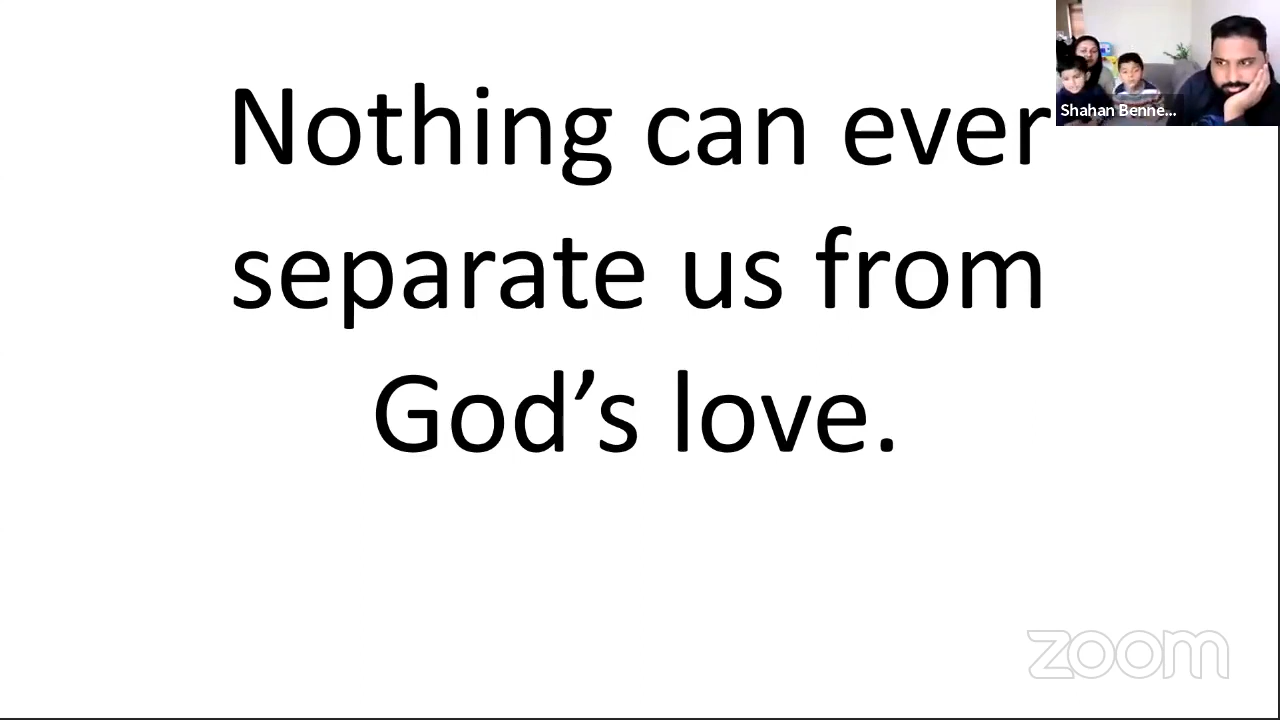 Nothing can ever
separate us from
God’s love.
Shahan Benne...
zoom